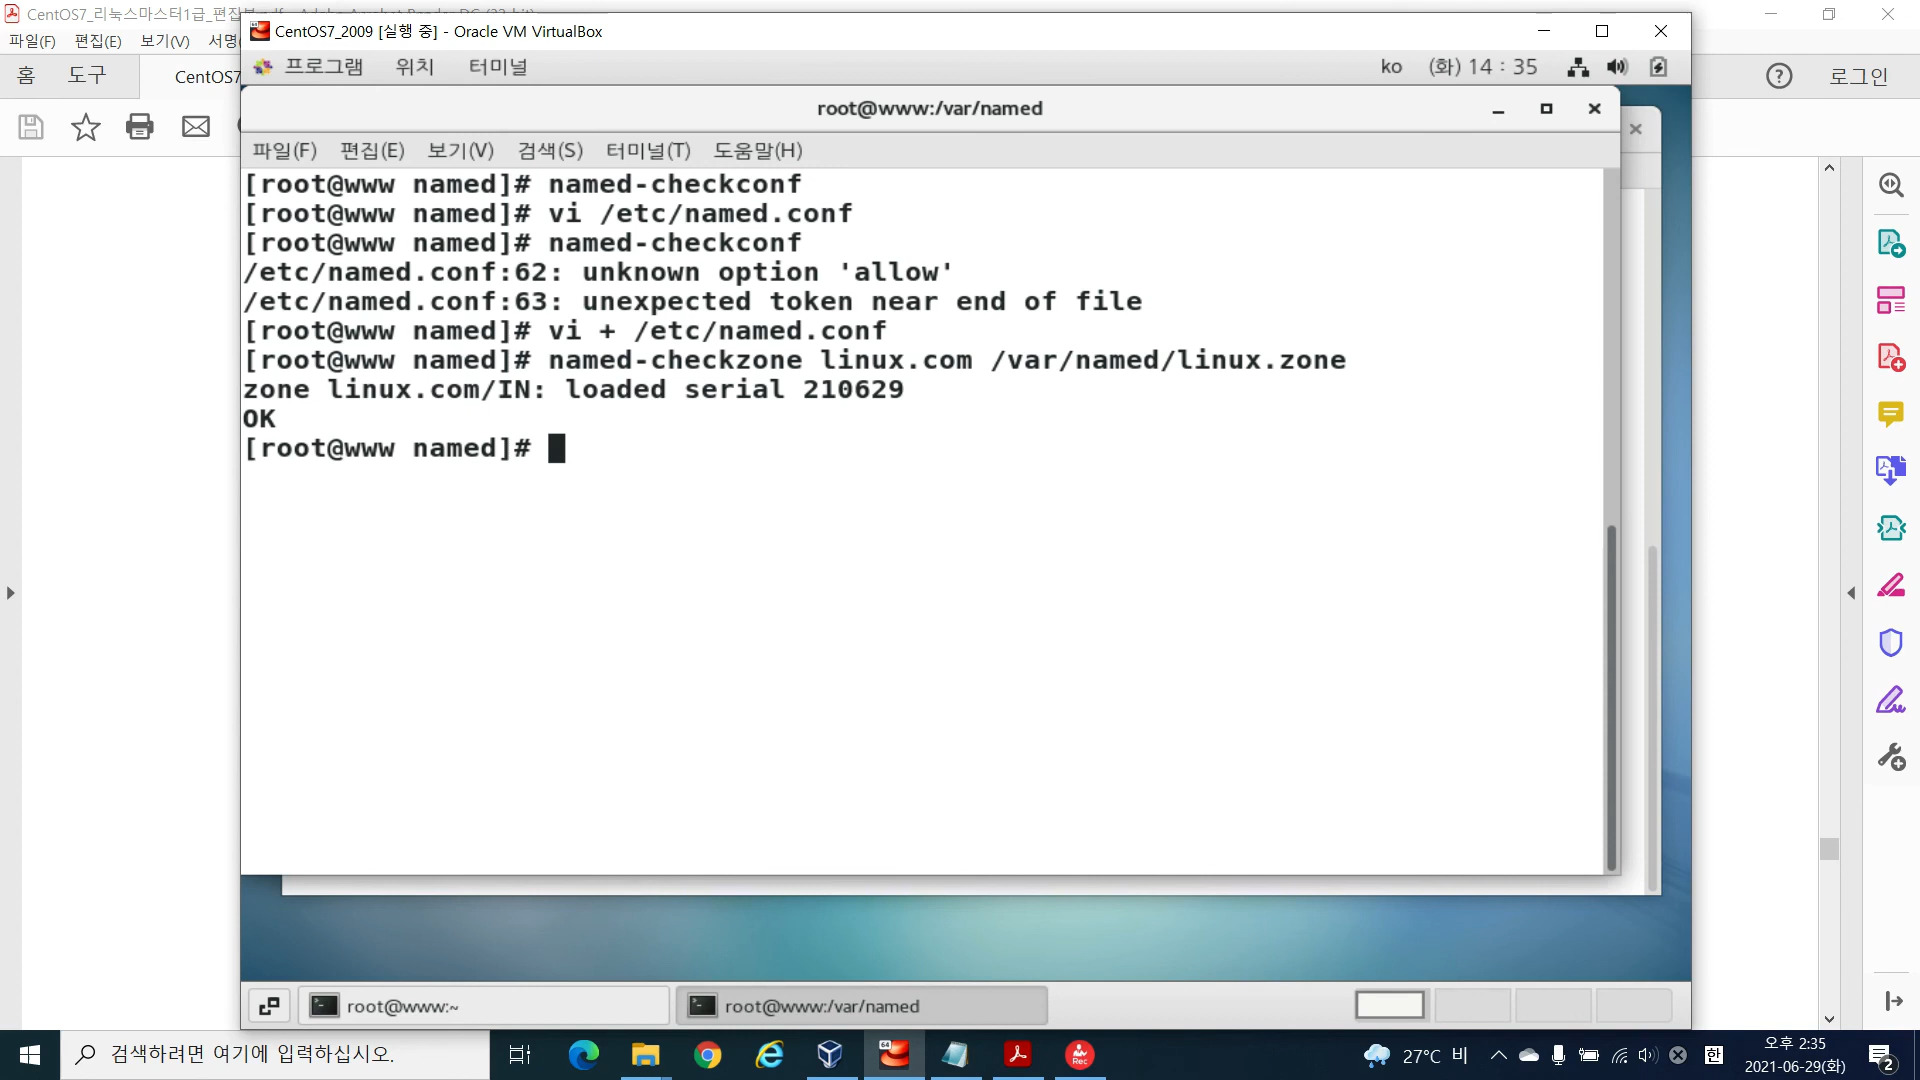 CentOS7_리눅스마스터1급_편집
파일(F) 편집(E) 보기(V) 서명
홈 도구 CentOS7
로그인
CentOS7_2009 [실행 중] - Oracle VM VirtualBox
프로그램 위치 터미널 ko (화) 14 : 35
root@www:/var/named
파일(F) 편집(E) 보기(V) 검색(S) 터미널(T) 도움말(H)
[root@www named]# named-checkconf
[root@www named]# vi /etc/named.conf
[root@www named]# named-checkconf
/etc/named.conf:62: unknown option 'allow'
/etc/named.conf:63: unexpected token near end of file
[root@www named]# vi + /etc/named.conf
[root@www named]# named-checkzone linux.com /var/named/linux.zone
zone linux.com/IN: loaded serial 210629
OK
[root@www named]#
root@www:~ root@www:/var/named
검색하려면 여기에 입력하십시오.
64
Rec
27°C 비
한
오후 2:35
2021-06-29(화)
2